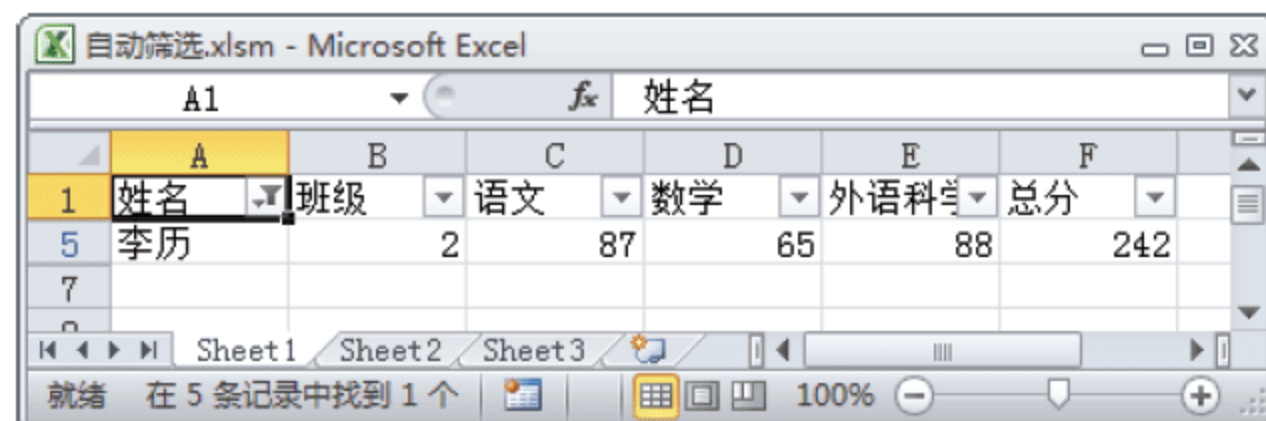 自动筛选.xlsm - Microsoft Excel
A1 fx 姓名
A B C D E F
1 姓名 班级 语文 数学 外语科学 总分
5 李历 2 87 65 88 242
7
Sheet1 Sheet2 Sheet3
就绪 在 5 条记录中找到 1 个 100%